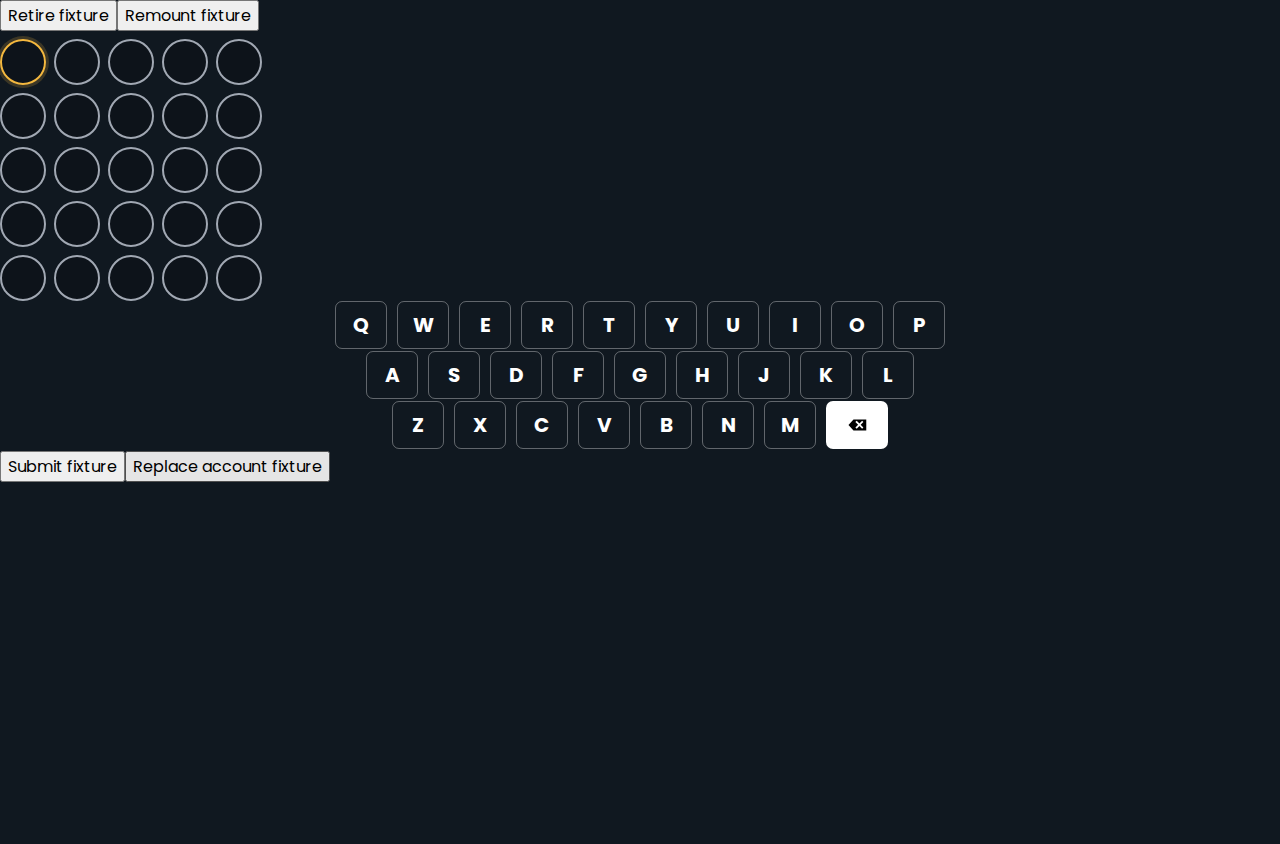 Retire fixture Remount fixture
Q W E R T Y U I O P
A S D F G H J K L
Z X C V B N M
Submit fixture Replace account fixture